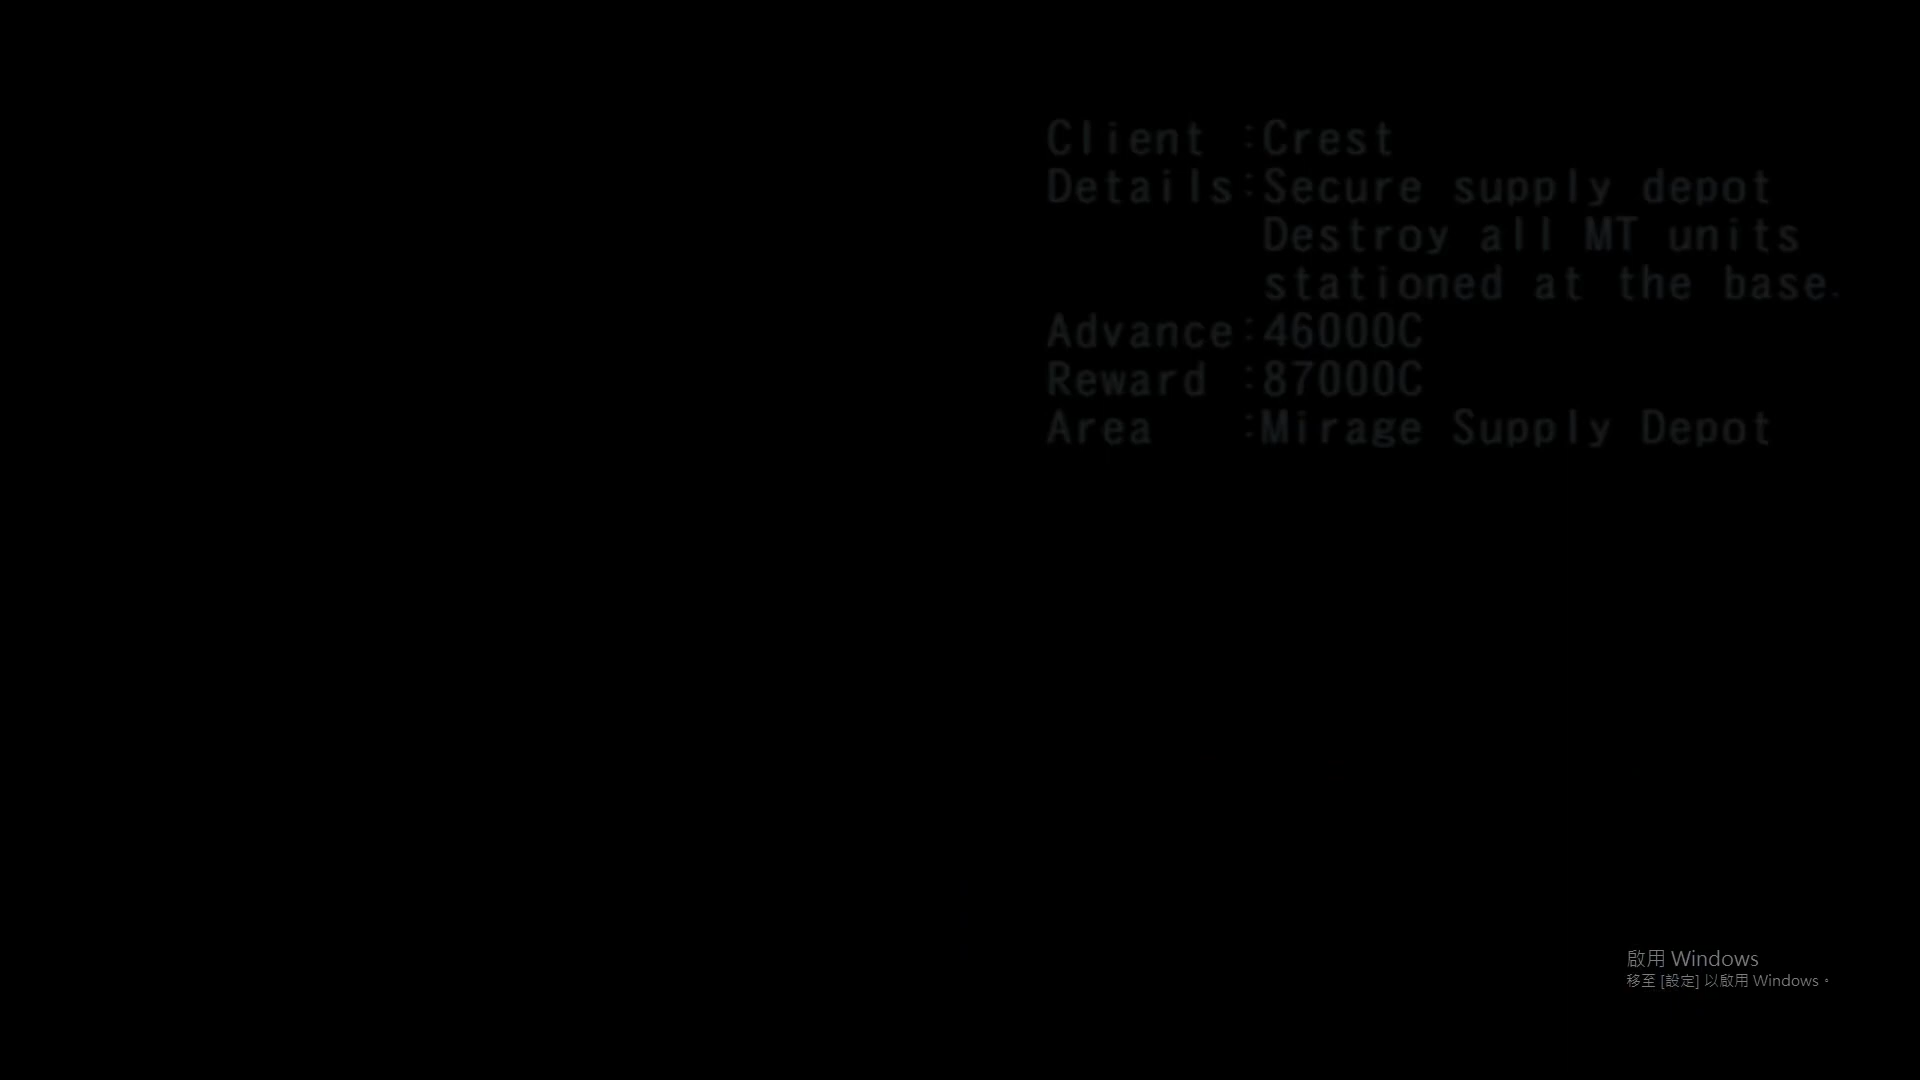 Client :Crest
Details:Secure supply depot
Destroy all MT units
stationed at the base.
Advance:46000C
Reward :87000C
Area :Mirage Supply Depot
啟用 Windows
移至 [設定] 以啟用 Windows。